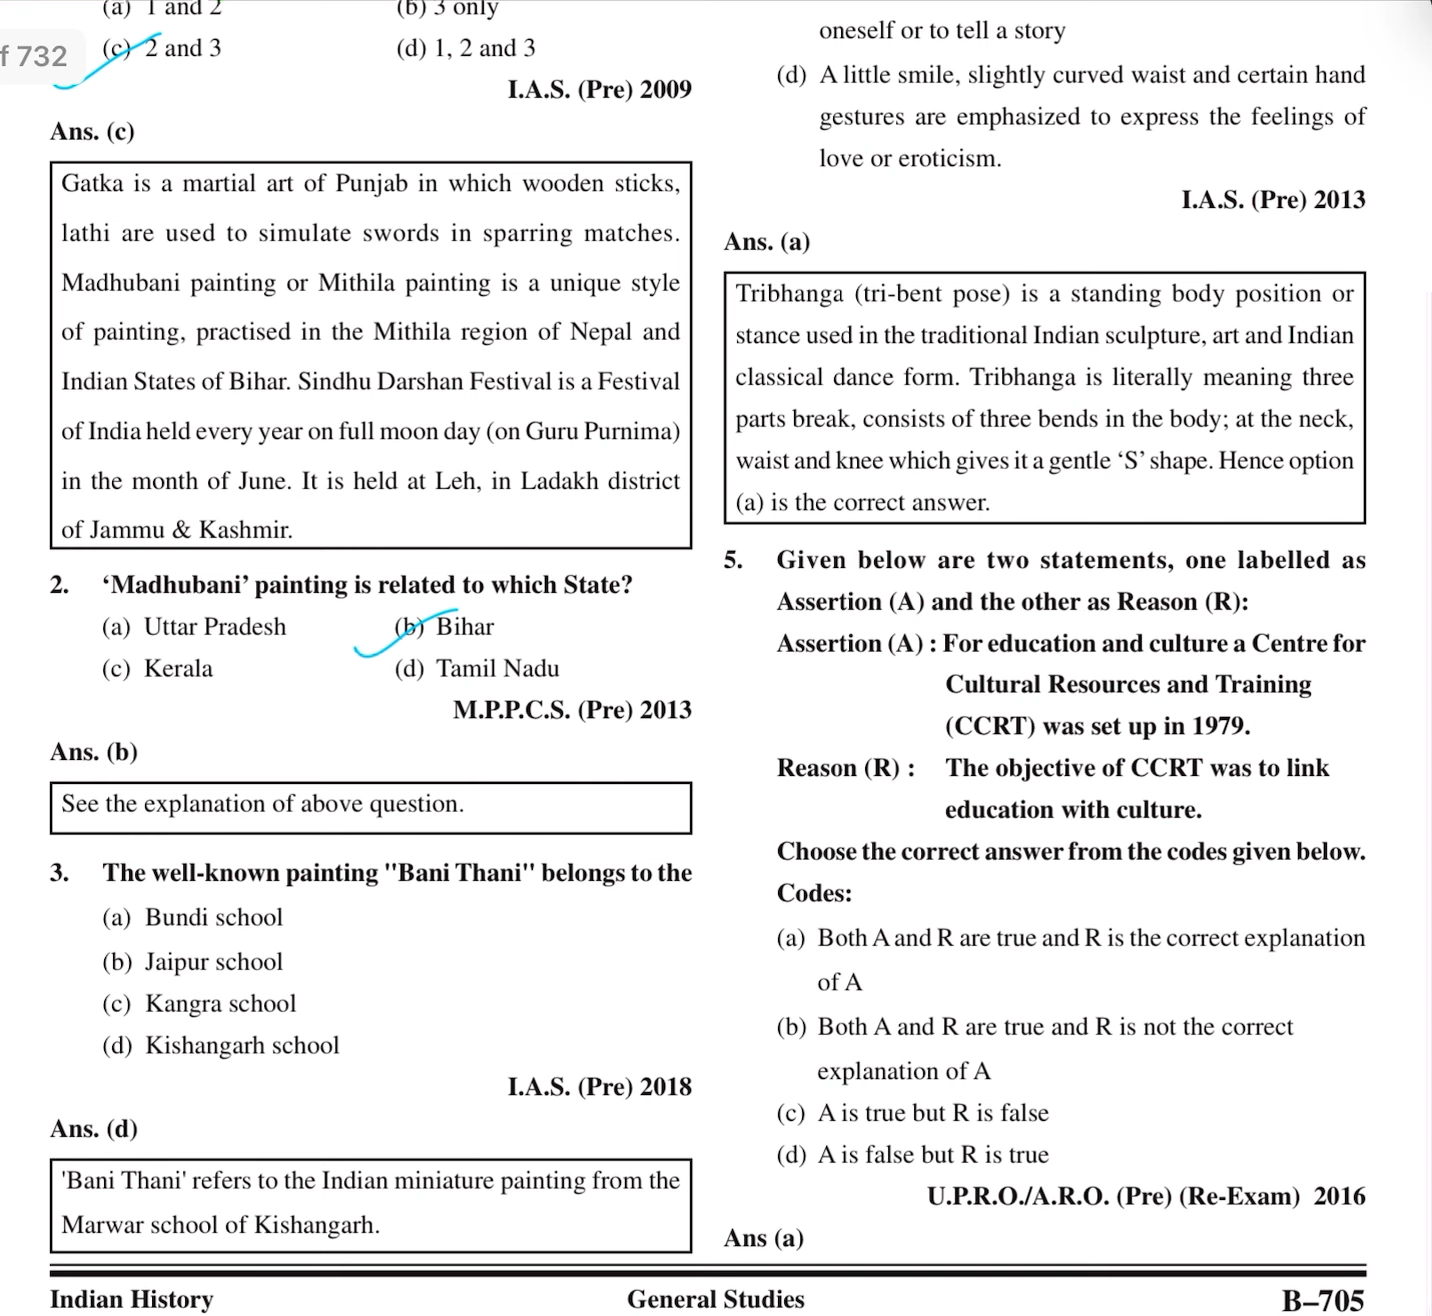 (a) 1 and 2 (b) 3 only
f 732
(c) 2 and 3 (d) 1, 2 and 3
I.A.S. (Pre) 2009
Ans. (c)
Gatka is a martial art of Punjab in which wooden sticks,
lathi are used to simulate swords in sparring matches.
Madhubani painting or Mithila painting is a unique style
of painting, practised in the Mithila region of Nepal and
Indian States of Bihar. Sindhu Darshan Festival is a Festival
of India held every year on full moon day (on Guru Purnima)
in the month of June. It is held at Leh, in Ladakh district
of Jammu & Kashmir.
2. ‘Madhubani’ painting is related to which State?
(a) Uttar Pradesh (b) Bihar
(c) Kerala (d) Tamil Nadu
M.P.P.C.S. (Pre) 2013
Ans. (b)
See the explanation of above question.
3. The well-known painting "Bani Thani" belongs to the
(a) Bundi school
(b) Jaipur school
(c) Kangra school
(d) Kishangarh school
I.A.S. (Pre) 2018
Ans. (d)
'Bani Thani' refers to the Indian miniature painting from the
Marwar school of Kishangarh.
oneself or to tell a story
(d) A little smile, slightly curved waist and certain hand
gestures are emphasized to express the feelings of
love or eroticism.
I.A.S. (Pre) 2013
Ans. (a)
Tribhanga (tri-bent pose) is a standing body position or
stance used in the traditional Indian sculpture, art and Indian
classical dance form. Tribhanga is literally meaning three
parts break, consists of three bends in the body; at the neck,
waist and knee which gives it a gentle ‘S’ shape. Hence option
(a) is the correct answer.
5. Given below are two statements, one labelled as
Assertion (A) and the other as Reason (R):
Assertion (A) : For education and culture a Centre for
Cultural Resources and Training
(CCRT) was set up in 1979.
Reason (R) : The objective of CCRT was to link
education with culture.
Choose the correct answer from the codes given below.
Codes:
(a) Both A and R are true and R is the correct explanation
of A
(b) Both A and R are true and R is not the correct
explanation of A
(c) A is true but R is false
(d) A is false but R is true
U.P.R.O./A.R.O. (Pre) (Re-Exam) 2016
Ans (a)
Indian History General Studies B–705